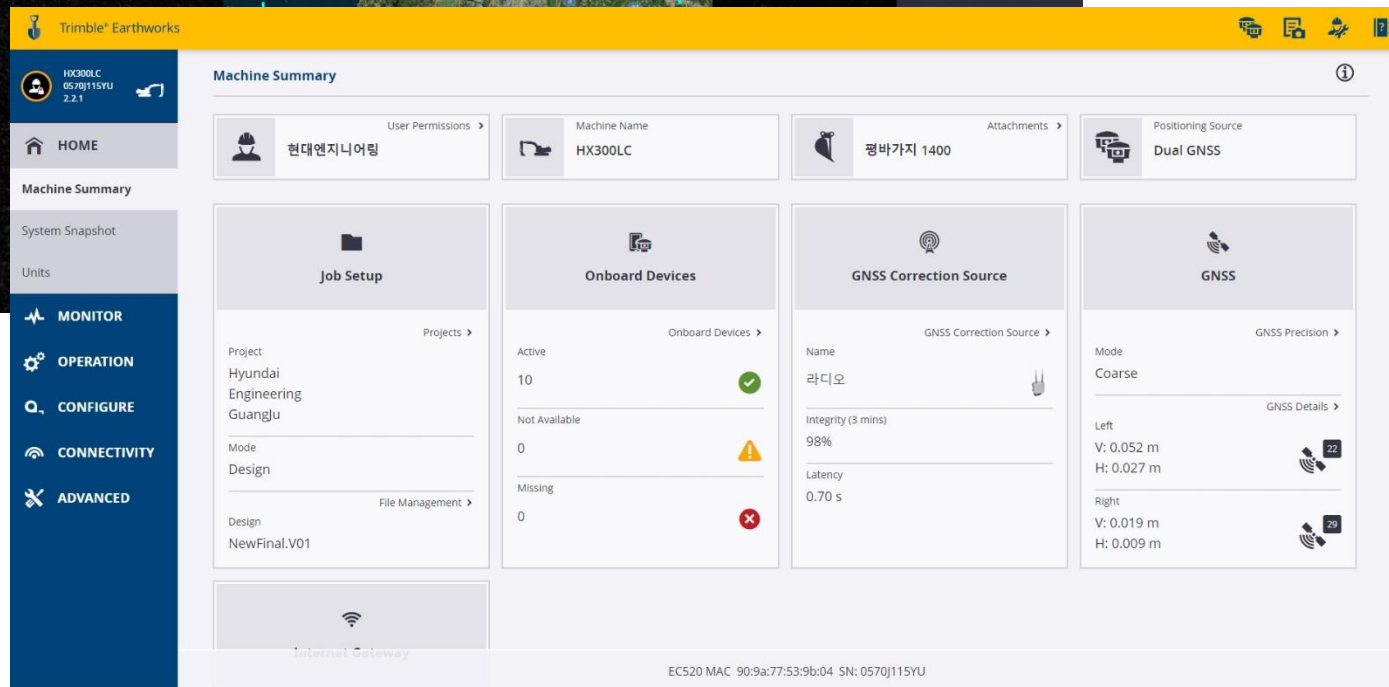 Trimble® Earthworks
HX300LC
0570J115YU
2.2.1
HOME
Machine Summary
System Snapshot
Units
MONITOR
OPERATION
CONFIGURE
CONNECTIVITY
ADVANCED
Machine Summary
User Permissions >
현대엔지니어링
Machine Name
HX300LC
Attachments >
평바가지 1400
Positioning Source
Dual GNSS
Job Setup
Projects >
Project
Hyundai
Engineering
GuangJu
Mode
Design
File Management >
Design
NewFinal.V01
Onboard Devices
Onboard Devices >
Active
10
Not Available
0
Missing
0
GNSS Correction Source
GNSS Correction Source >
Name
라디오
Integrity (3 mins)
98%
Latency
0.70 s
GNSS
GNSS Precision >
Mode
Coarse
GNSS Details >
Left
V: 0.052 m
H: 0.027 m
22
Right
V: 0.019 m
H: 0.009 m
29
Internet Gateway
EC520 MAC 90:9a:77:53:9b:04 SN: 0570J115YU